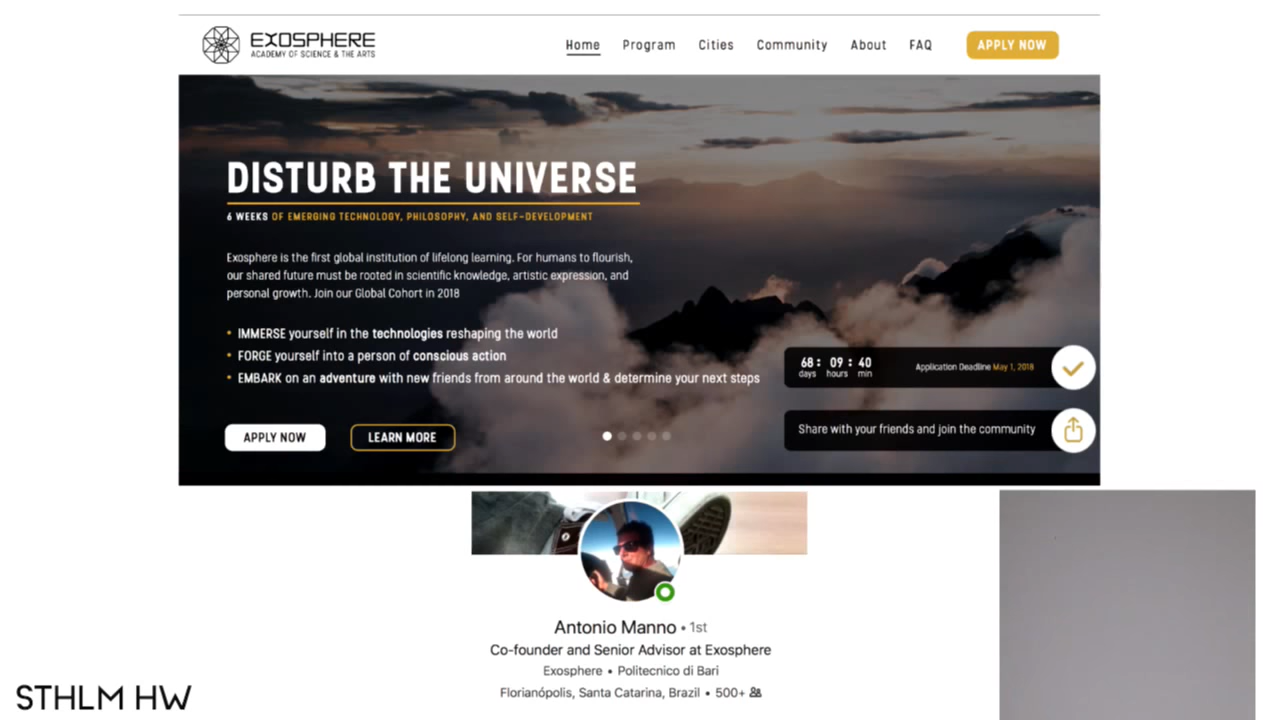 EXOSPHERE
ACADEMY OF SCIENCE & THE ARTS
Home Program Cities Community About FAQ APPLY NOW
DISTURB THE UNIVERSE
6 WEEKS OF EMERGING TECHNOLOGY, PHILOSOPHY, AND SELF-DEVELOPMENT
Exosphere is the first global institution of lifelong learning. For humans to flourish,
our shared future must be rooted in scientific knowledge, artistic expression, and
personal growth. Join our Global Cohort in 2018
• IMMERSE yourself in the technologies reshaping the world
• FORGE yourself into a person of conscious action
• EMBARK on an adventure with new friends from around the world & determine your next steps
68 : 09 : 40
days hours min
Application Deadline May 1, 2018
Share with your friends and join the community
APPLY NOW LEARN MORE
Antonio Manno • 1st
Co-founder and Senior Advisor at Exosphere
Exosphere • Politecnico di Bari
Florianópolis, Santa Catarina, Brazil • 500+
STHLM HW